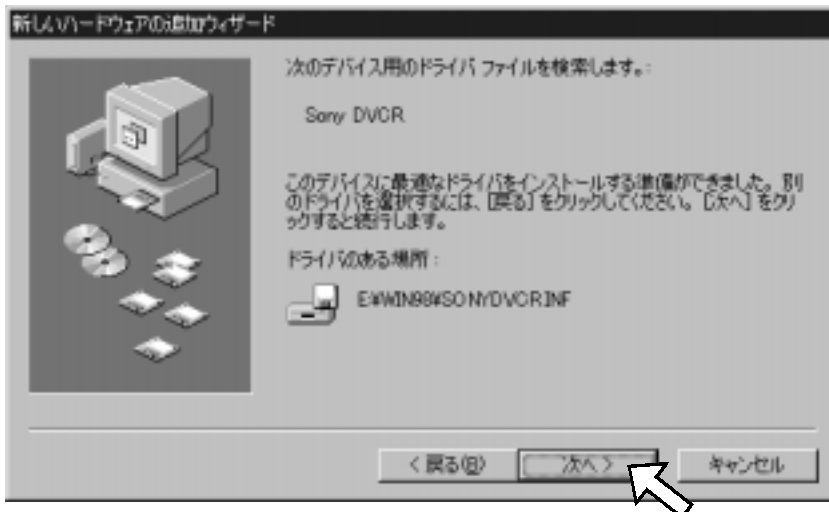 新しいハードウェアの追加ウィザード
次のデバイス用のドライバ ファイルを検索します。:
Sony DVCR
このデバイスに最適なドライバをインストールする準備ができました。別
のドライバを選択するには、[戻る] をクリックしてください。[次へ] をクリ
ックすると続行します。
ドライバのある場所:
E:¥WIN98¥SONYDVCR.INF
< 戻る(B)
次へ >
キャンセル